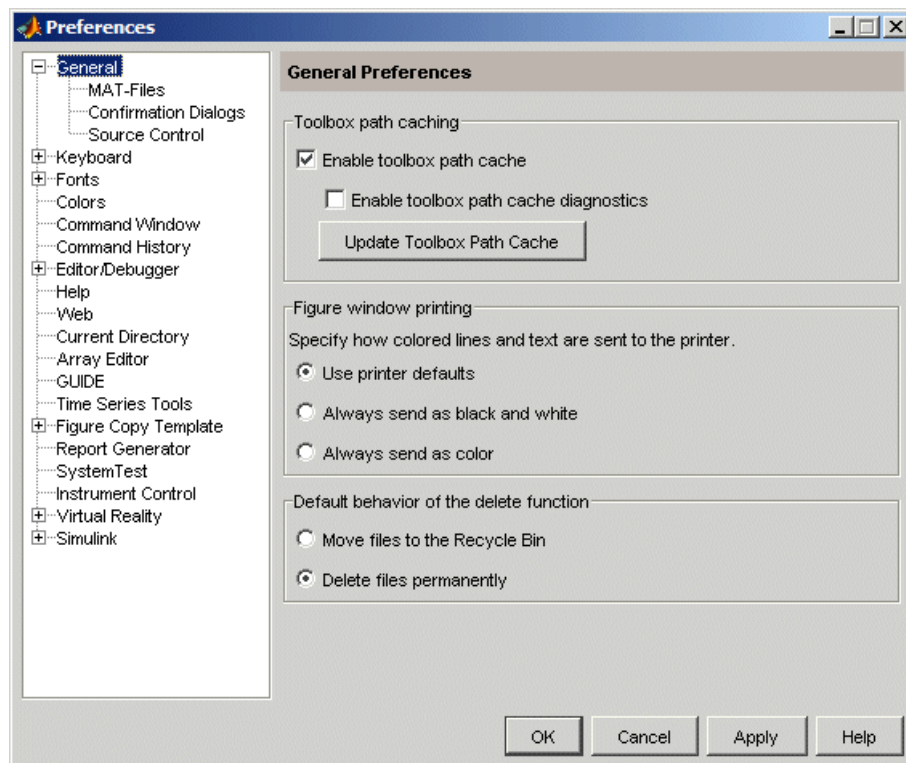 Preferences
General
MAT-Files
Confirmation Dialogs
Source Control
Keyboard
Fonts
Colors
Command Window
Command History
Editor/Debugger
Help
Web
Current Directory
Array Editor
GUIDE
Time Series Tools
Figure Copy Template
Report Generator
SystemTest
Instrument Control
Virtual Reality
Simulink
General Preferences
Toolbox path caching
Enable toolbox path cache
Enable toolbox path cache diagnostics
Update Toolbox Path Cache
Figure window printing
Specify how colored lines and text are sent to the printer.
Use printer defaults
Always send as black and white
Always send as color
Default behavior of the delete function
Move files to the Recycle Bin
Delete files permanently
OK Cancel Apply Help